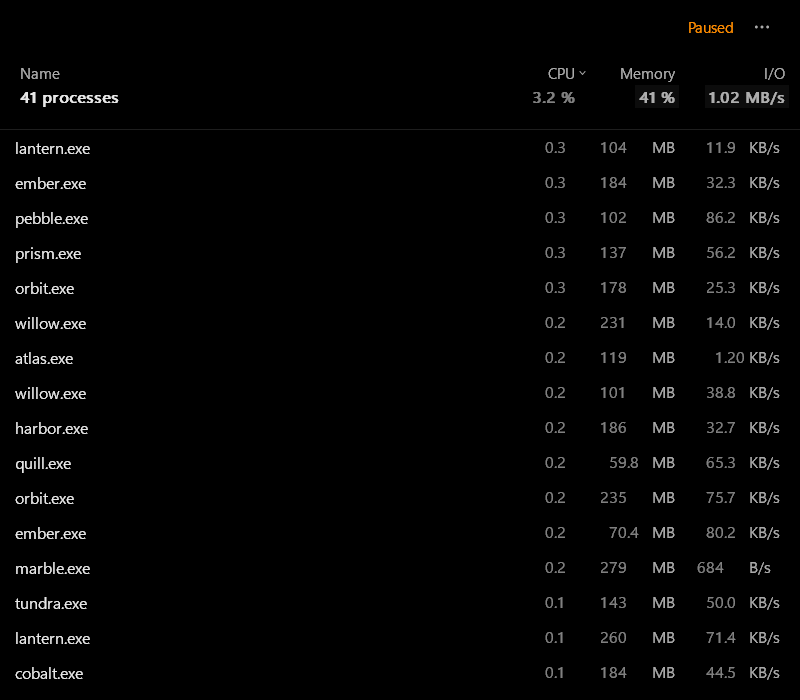 Paused ···
Name CPU Memory I/O
41 processes 3.2 % 41 % 1.02 MB/s
lantern.exe 0.3 104 MB 11.9 KB/s
ember.exe 0.3 184 MB 32.3 KB/s
pebble.exe 0.3 102 MB 86.2 KB/s
prism.exe 0.3 137 MB 56.2 KB/s
orbit.exe 0.3 178 MB 25.3 KB/s
willow.exe 0.2 231 MB 14.0 KB/s
atlas.exe 0.2 119 MB 1.20 KB/s
willow.exe 0.2 101 MB 38.8 KB/s
harbor.exe 0.2 186 MB 32.7 KB/s
quill.exe 0.2 59.8 MB 65.3 KB/s
orbit.exe 0.2 235 MB 75.7 KB/s
ember.exe 0.2 70.4 MB 80.2 KB/s
marble.exe 0.2 279 MB 684 B/s
tundra.exe 0.1 143 MB 50.0 KB/s
lantern.exe 0.1 260 MB 71.4 KB/s
cobalt.exe 0.1 184 MB 44.5 KB/s